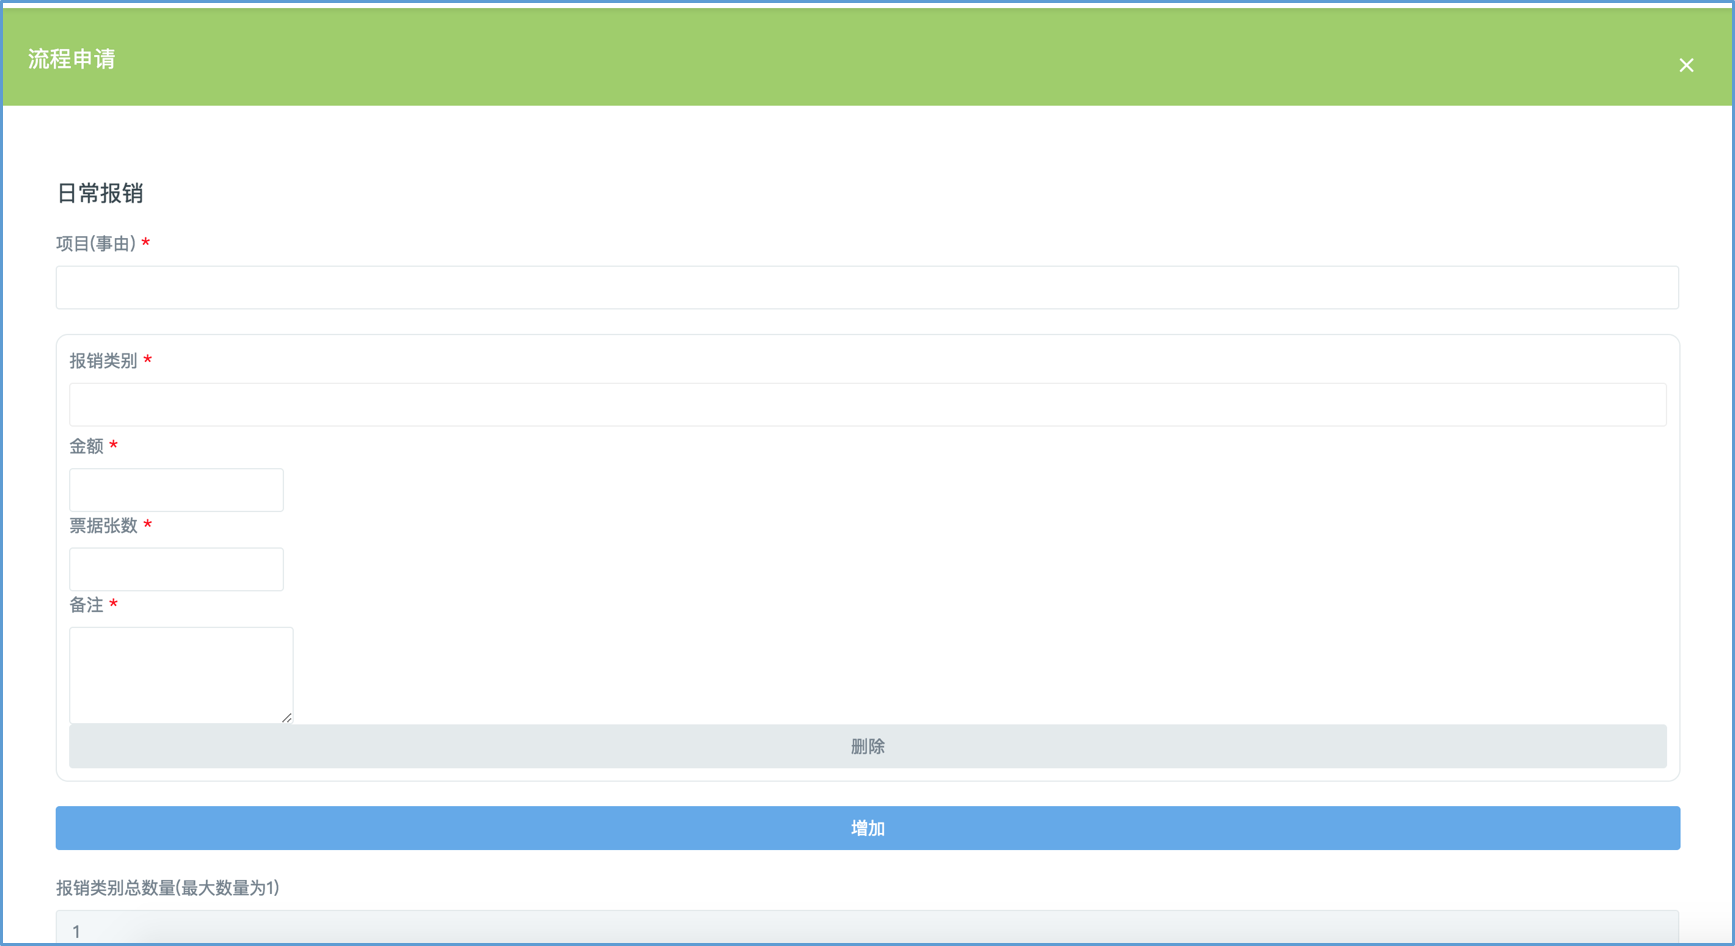 流程申请
×
日常报销
项目(事由) *
报销类别 *
金额 *
票据张数 *
备注 *
删除
增加
报销类别总数量(最大数量为1)
1